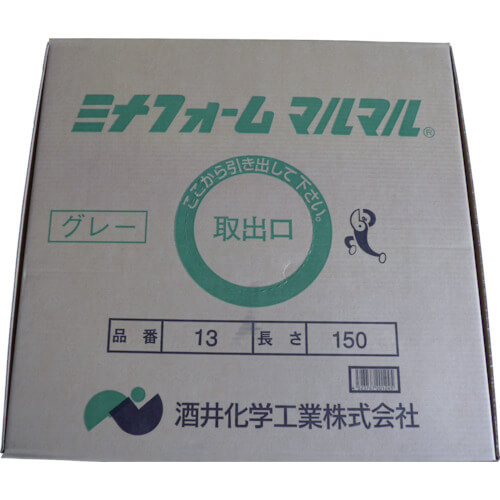 ミナフォーム マルマル®
ここから引き出して下さい。
グレー
取出口
品番 13 長さ 150
酒井化学工業株式会社